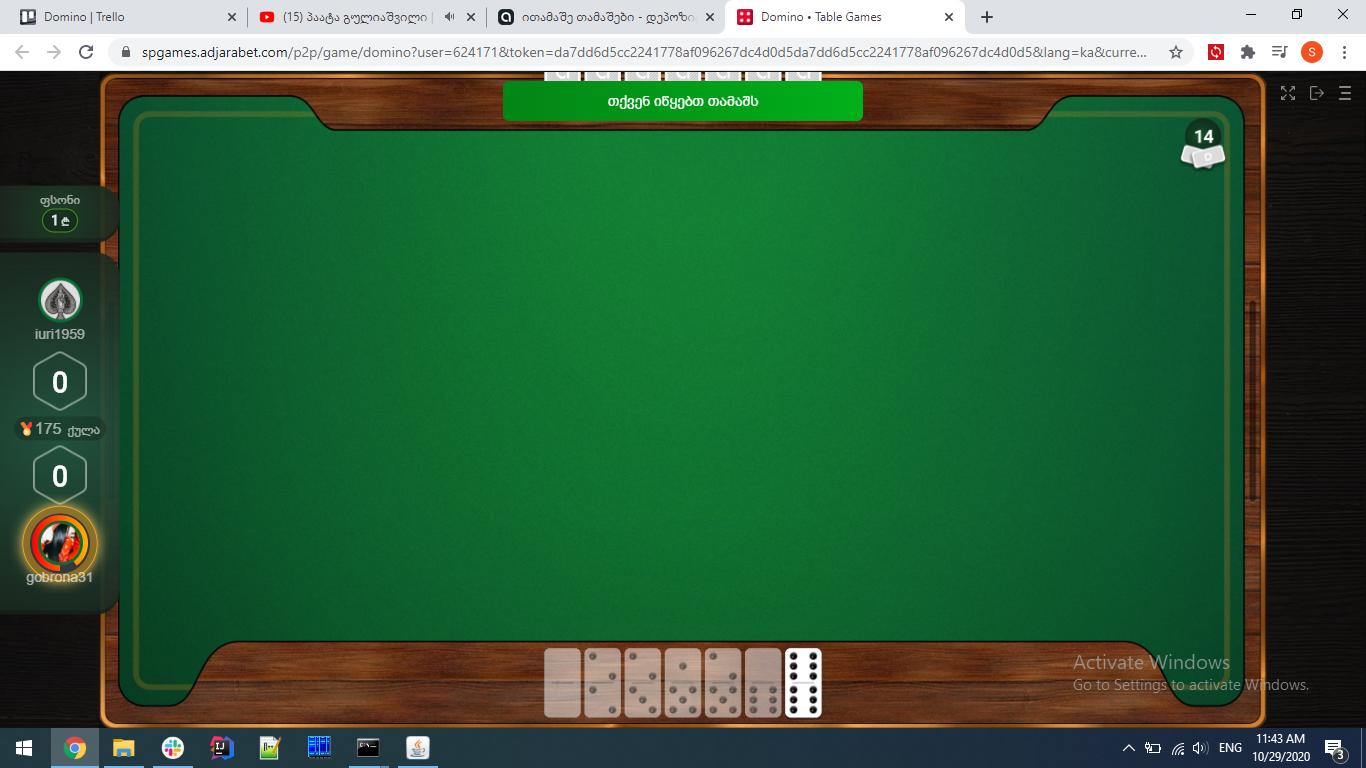 Domino | Trello
(15) პაატა გულიაშვილი |
ითამაშე თამაშები - დეპოზი
Domino • Table Games
spgames.adjarabet.com/p2p/game/domino?user=624171&token=da7dd6d5cc2241778af096267dc4d0d5da7dd6d5cc2241778af096267dc4d0d5&lang=ka&curre...
S
თქვენ იწყებთ თამაშს
14
ფსონი
1 ₾
iuri1959
0
175 ქულა
0
gobrona31
Activate Windows
Go to Settings to activate Windows.
ENG
11:43 AM
10/29/2020
3